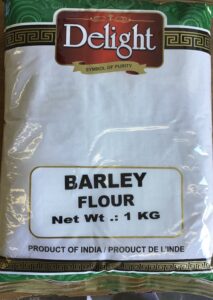 Delight
SYMBOL OF PURITY
BARLEY
FLOUR
Net Wt .: 1 KG
PRODUCT OF INDIA / PRODUCT DE L'INDE